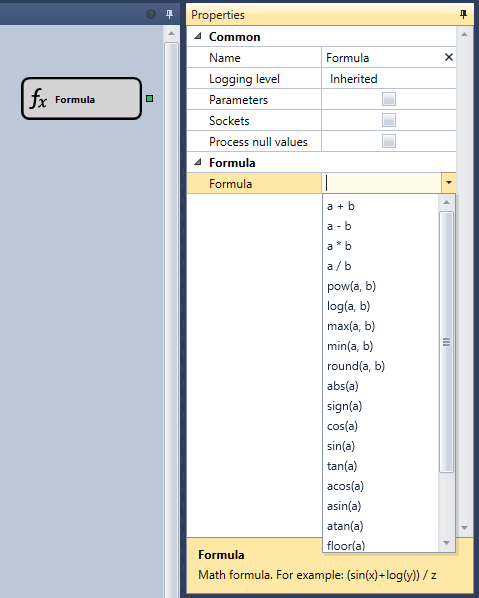 Properties
Common
Name Formula
Logging level Inherited
Parameters
Sockets
Process null values
Formula
Formula
fx Formula
a + b
a - b
a * b
a / b
pow(a, b)
log(a, b)
max(a, b)
min(a, b)
round(a, b)
abs(a)
sign(a)
cos(a)
sin(a)
tan(a)
acos(a)
asin(a)
atan(a)
floor(a)
Formula
Math formula. For example: (sin(x)+log(y)) / z